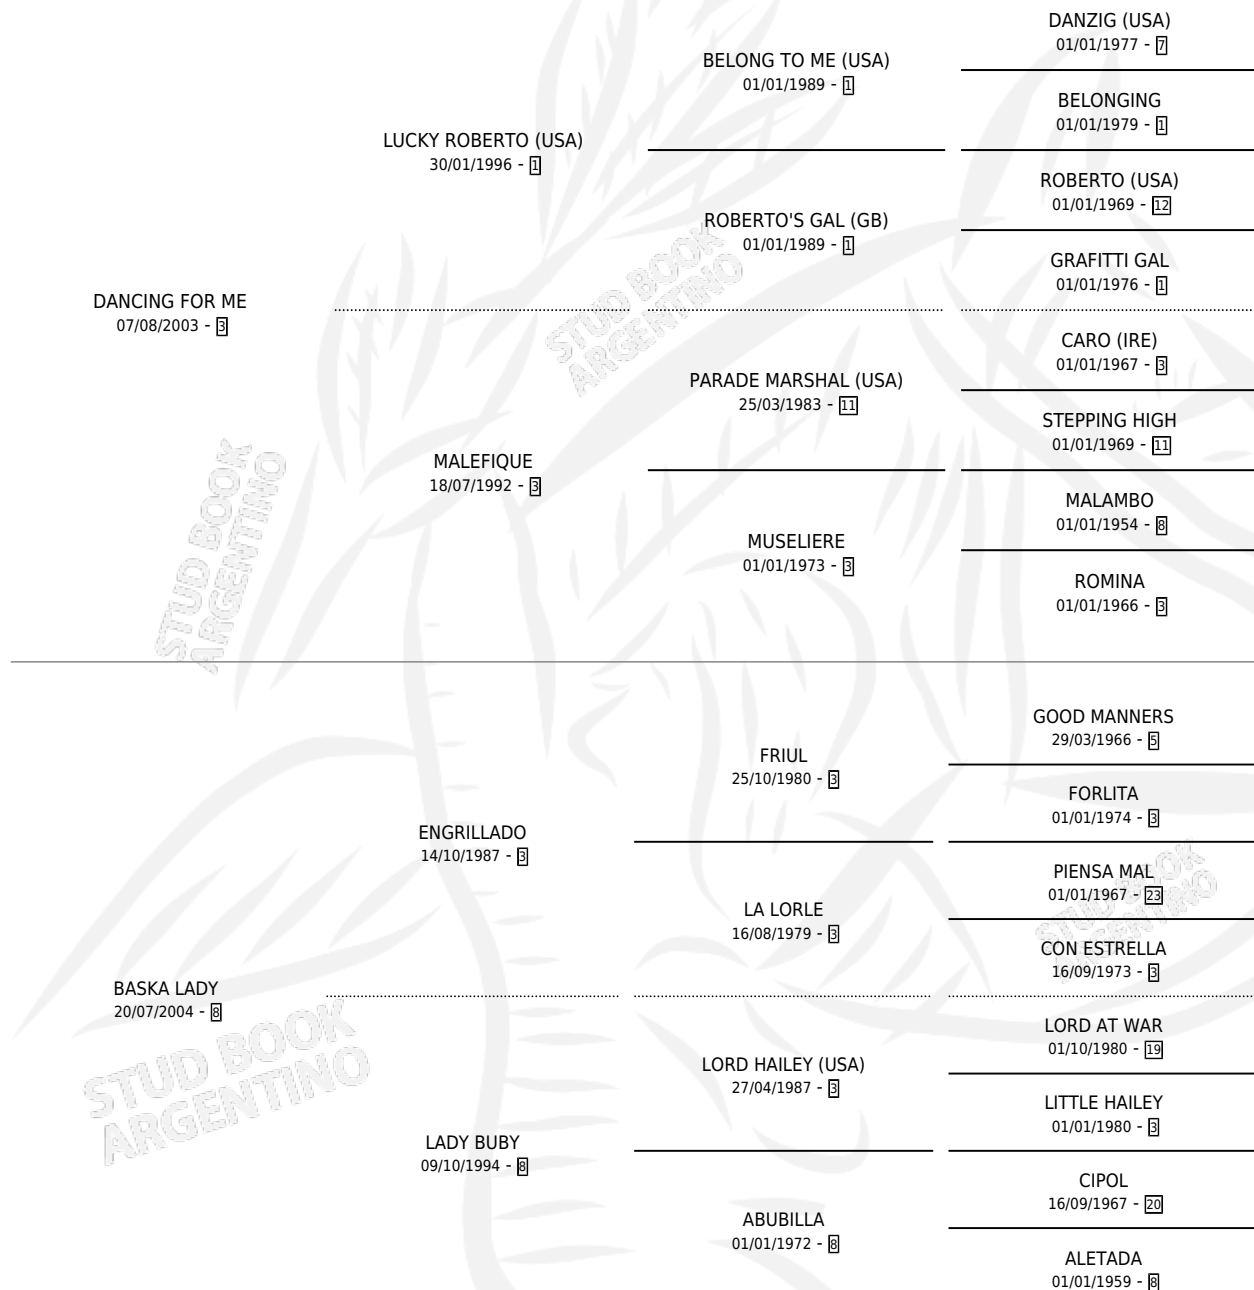 DANZIG (USA)
01/01/1977 - 7
BELONG TO ME (USA)
01/01/1989 - 1
BELONGING
01/01/1979 - 1
LUCKY ROBERTO (USA)
30/01/1996 - 1
ROBERTO (USA)
01/01/1969 - 12
ROBERTO'S GAL (GB)
01/01/1989 - 1
GRAFITTI GAL
01/01/1976 - 1
DANCING FOR ME
07/08/2003 - 3
STUD BOOK
ARGENTINO
CARO (IRE)
01/01/1967 - 3
PARADE MARSHAL (USA)
25/03/1983 - 11
STEPPING HIGH
01/01/1969 - 11
MALEFIQUE
18/07/1992 - 3
MALAMBO
01/01/1954 - 8
MUSELIERE
01/01/1973 - 3
ROMINA
01/01/1966 - 3
STUD BOOK
ARGENTINO
GOOD MANNERS
29/03/1966 - 5
FRIUL
25/10/1980 - 3
FORLITA
01/01/1974 - 3
ENGRILLADO
14/10/1987 - 3
PIENSA MAL
01/01/1967 - 23
LA LORLE
16/08/1979 - 3
STUD BOOK
ARGENTINO
CON ESTRELLA
16/09/1973 - 3
BASKA LADY
20/07/2004 - 8
STUD BOOK
ARGENTINO
LORD AT WAR
01/10/1980 - 19
LORD HAILEY (USA)
27/04/1987 - 3
LITTLE HAILEY
01/01/1980 - 3
LADY BUBY
09/10/1994 - 8
CIPOL
16/09/1967 - 20
ABUBILLA
01/01/1972 - 8
ALETADA
01/01/1959 - 8